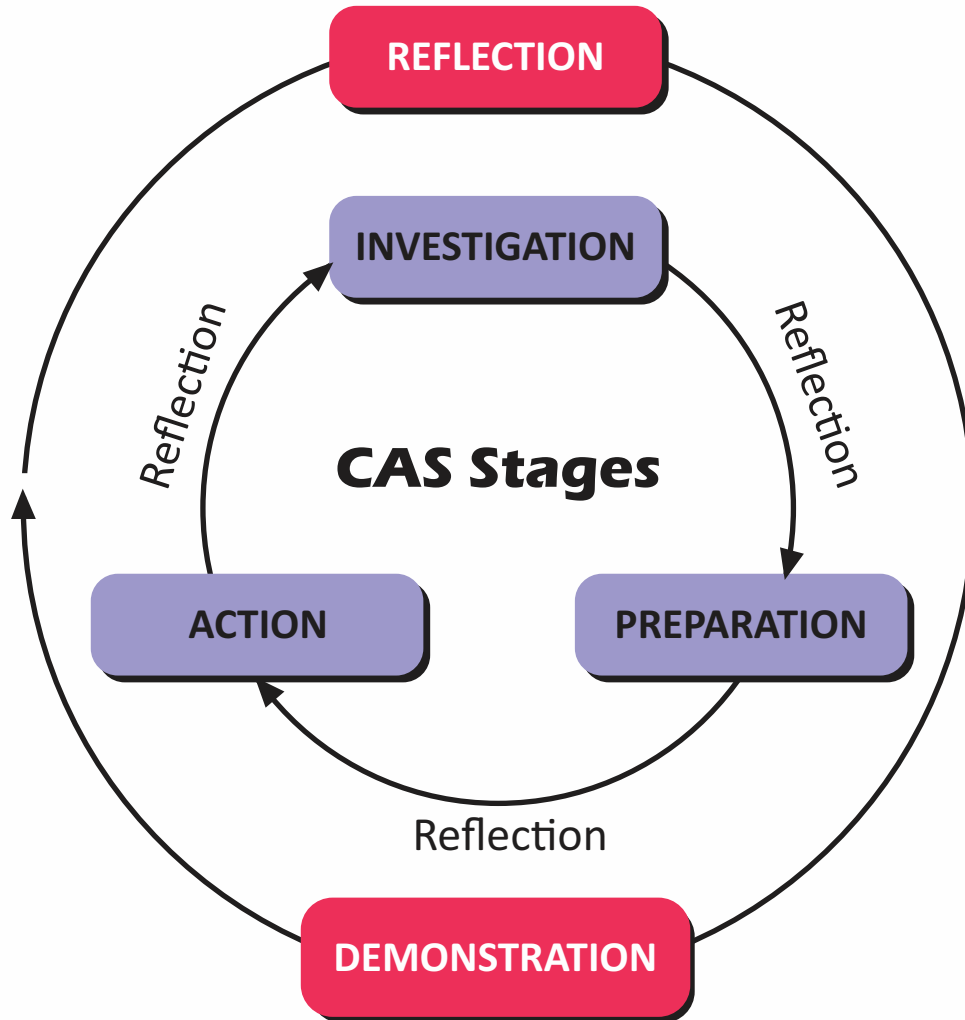 REFLECTION
INVESTIGATION
Reflection
Reflection
CAS Stages
ACTION
PREPARATION
Reflection
DEMONSTRATION